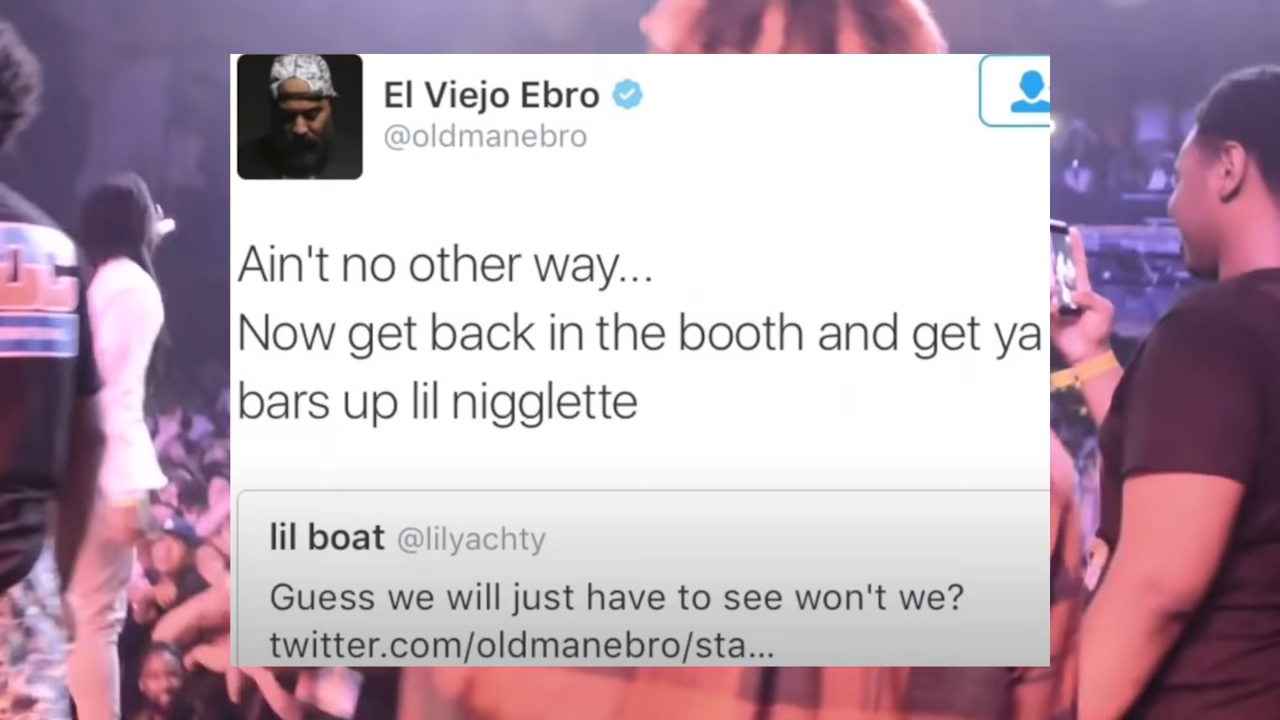 El Viejo Ebro
@oldmanebro
Ain't no other way...
Now get back in the booth and get ya
bars up lil nigglette
lil boat @lilyachty
Guess we will just have to see won't we?
twitter.com/oldmanebro/sta...